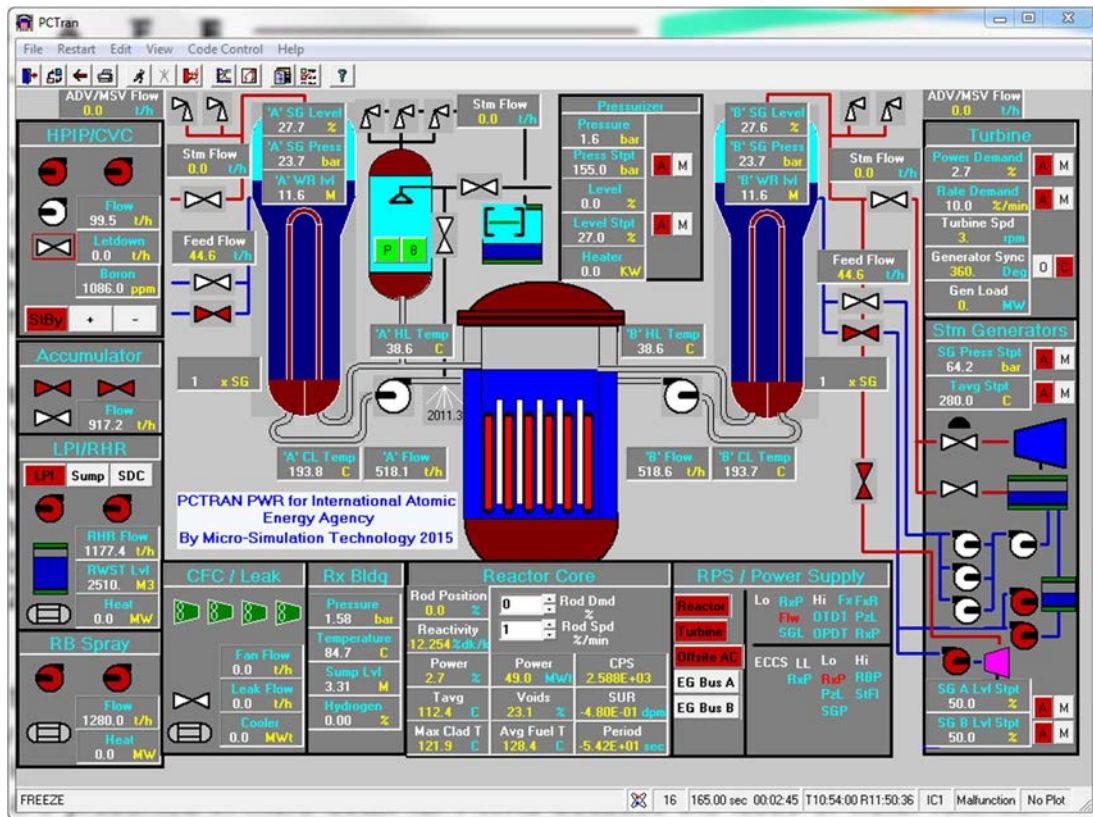 PCTran
File Restart Edit View Code Control Help
ADV/MSV Flow
0.0 t/h
HPIP/CVC
Flow
99.5 t/h
Letdown
0.0 t/h
Boron
1086.0 ppm
StBy + -
Accumulator
Flow
917.2 t/h
LPI/RHR
LPI Sump SDC
RHR Flow
1177.4 t/h
RWST Lvl
2510. M3
Heat
0.0 MW
RB Spray
Flow
1280.0 t/h
Heat
0.0 MW
Stm Flow
0.0 t/h
Feed Flow
44.6 t/h
1 x SG
'A' SG Level
27.7 %
'A' SG Press
23.7 bar
'A' WR lvl
11.6 M
Stm Flow
0.0 t/h
P B
Pressurizer
Pressure
1.6 bar
Press Stpt
155.0 bar
A M
Level
0.0 %
Level Stpt
27.0 %
A M
Heater
0.0 KW
'B' SG Level
27.6 %
'B' SG Press
23.7 bar
'B' WR lvl
11.6 M
'A' HL Temp
38.6 C
'B' HL Temp
38.6 C
2011.3
'A' CL Temp
193.8 C
'A' Flow
518.1 t/h
'B' Flow
518.6 t/h
'B' CL Temp
193.7 C
Stm Flow
0.0 t/h
Feed Flow
44.6 t/h
1 x SG
PCTRAN PWR for International Atomic
Energy Agency
By Micro-Simulation Technology 2015
ADV/MSV Flow
0.0 t/h
Turbine
Power Demand
2.7 %
A M
Rate Demand
10.0 %/min
A M
Turbine Spd
3. rpm
Generator Sync
360. Deg
O C
Gen Load
0. MW
Stm Generators
SG Press Stpt
64.2 bar
A M
Tavg Stpt
280.0 C
A M
SG A Lvl Stpt
50.0 %
A M
SG B Lvl Stpt
50.0 %
A M
CFC / Leak
Fan Flow
0.0 t/h
Leak Flow
0.0 t/h
Cooler
0.0 MWt
Rx Bldg
Pressure
1.58 bar
Temperature
84.7 C
Sump Lvl
3.31 M
Hydrogen
0.00 %
Reactor Core
Rod Position
0.0 %
0 Rod Dmd
%
Reactivity
12.254 %dk/k
1 Rod Spd
%/min
Power Power CPS
2.7 % 49.0 MWt 2.588E+03
Tavg Voids SUR
112.4 C 23.1 % -4.80E-01 dpm
Max Clad T Avg Fuel T Period
121.9 C 128.4 C -5.42E+01 sec
RPS / Power Supply
Reactor
Turbine
Offsite AC
EG Bus A
EG Bus B
Lo RxP Hi Fx FxR
Flw OTDT PzL
SGL OPDT RxP
ECCS LL Lo Hi
RxP RxP RBP
PzL StFl
SGP
FREEZE
16 165.00 sec 00:02:45 T10:54:00 R11:50:36 IC1 Malfunction No Plot